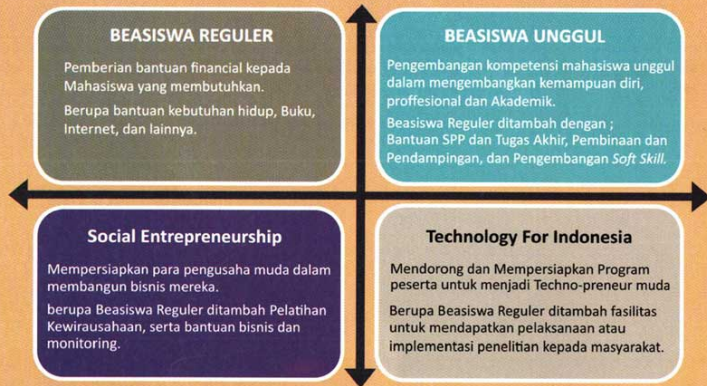 BEASISWA REGULER
Pemberian bantuan financial kepada
Mahasiswa yang membutuhkan.
Berupa bantuan kebutuhan hidup, Buku,
Internet, dan lainnya.
BEASISWA UNGGUL
Pengembangan kompetensi mahasiswa unggul
dalam mengembangkan kemampuan diri,
proffesional dan Akademik.
Beasiswa Reguler ditambah dengan ;
Bantuan SPP dan Tugas Akhir, Pembinaan dan
Pendampingan, dan Pengembangan Soft Skill.
Social Entrepreneurship
Mempersiapkan para pengusaha muda dalam
membangun bisnis mereka.
berupa Beasiswa Reguler ditambah Pelatihan
Kewirausahaan, serta bantuan bisnis dan
monitoring.
Technology For Indonesia
Mendorong dan Mempersiapkan Program
peserta untuk menjadi Techno-preneur muda
Berupa Beasiswa Reguler ditambah fasilitas
untuk mendapatkan pelaksanaan atau
implementasi penelitian kepada masyarakat.